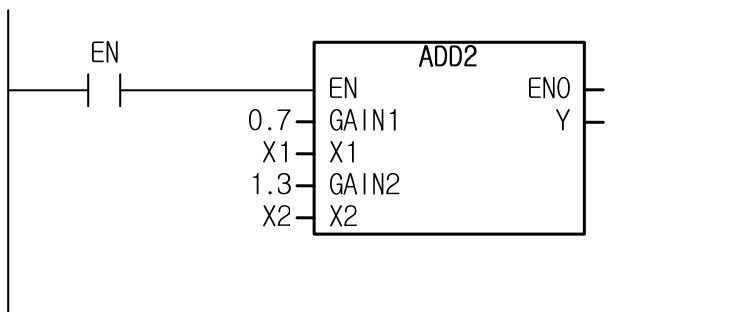 EN
ADD2
EN ENO
0.7 GAIN1 Y
X1 X1
1.3 GAIN2
X2 X2